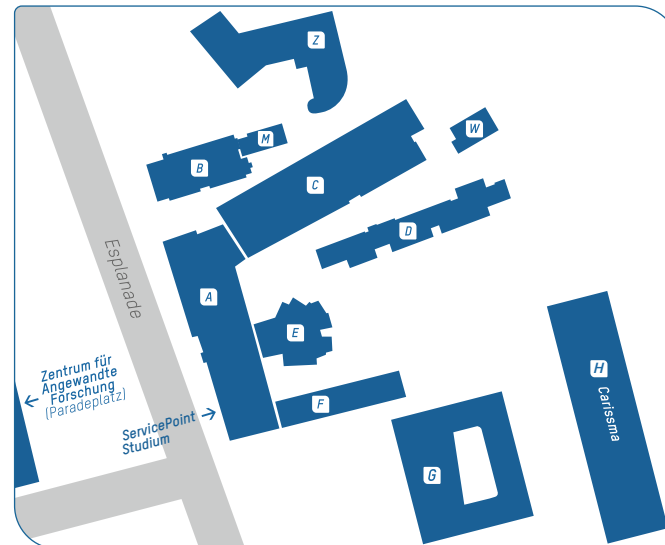 Z
M
W
B
C
D
Esplanade
A
E
Zentrum für
Angewandte
Forschung
(Paradeplatz)
H
Carissma
F
ServicePoint
Studium
G